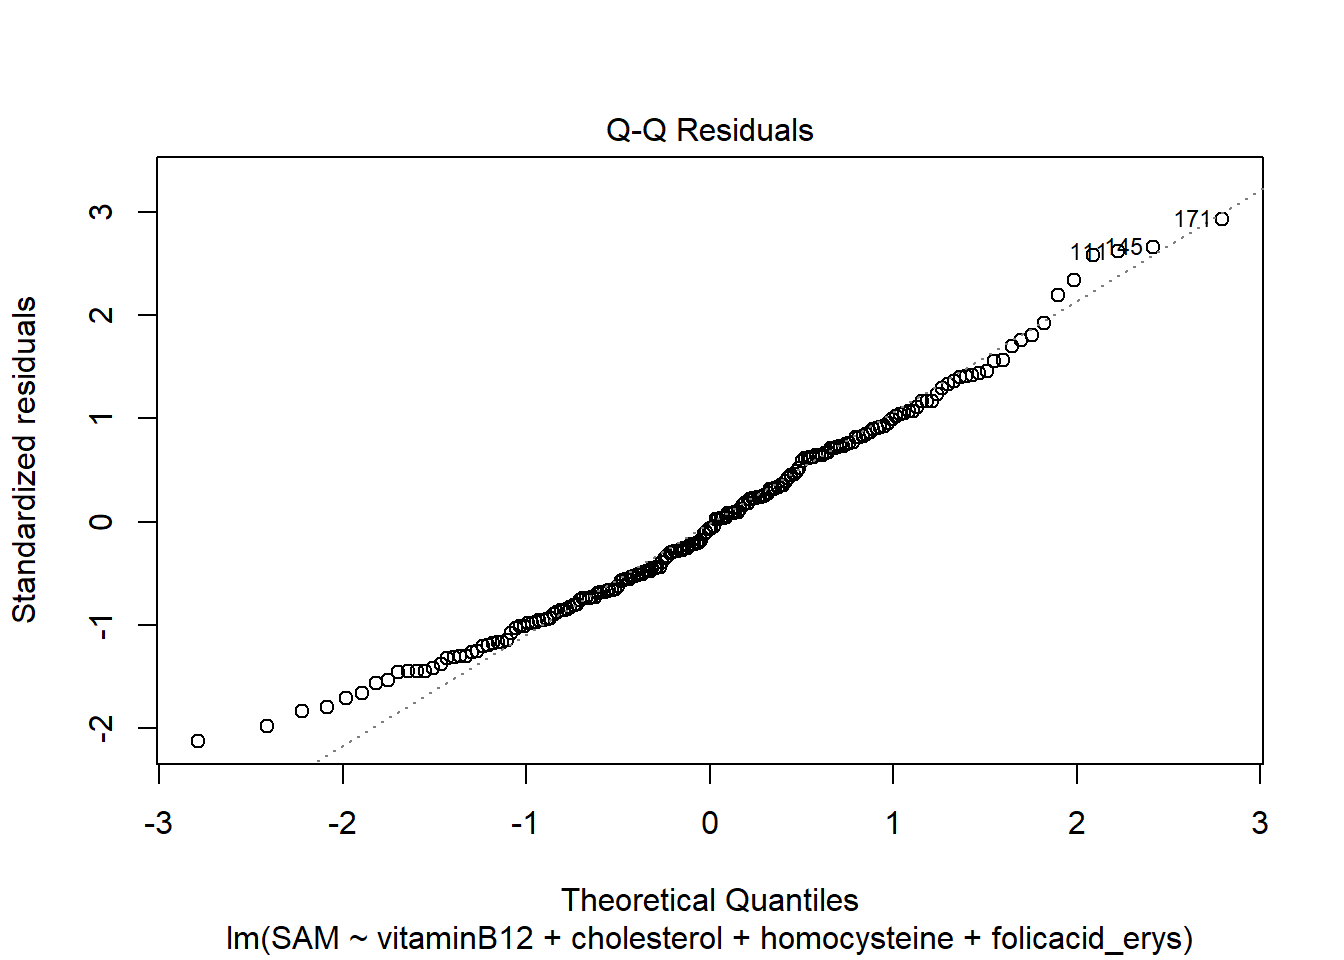 Q-Q Residuals
Standardized residuals
3
2
1
0
-1
-2
171
145
111
-3 -2 -1 0 1 2 3
Theoretical Quantiles
lm(SAM ~ vitaminB12 + cholesterol + homocysteine + folicacid_erys)